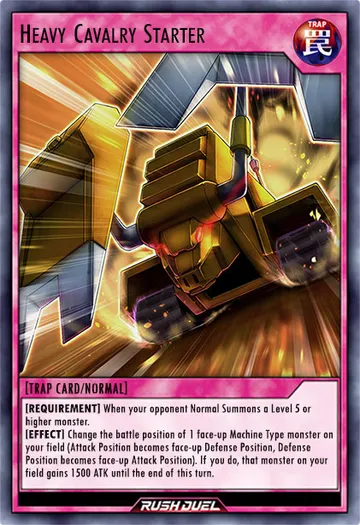 HEAVY CAVALRY STARTER
TRAP
罠
[TRAP CARD/NORMAL]
[REQUIREMENT] When your opponent Normal Summons a Level 5 or
higher monster.
[EFFECT] Change the battle position of 1 face-up Machine Type monster on
your field (Attack Position becomes face-up Defense Position, Defense
Position becomes face-up Attack Position). If you do, that monster on your
field gains 1500 ATK until the end of this turn.
RUSH DUEL